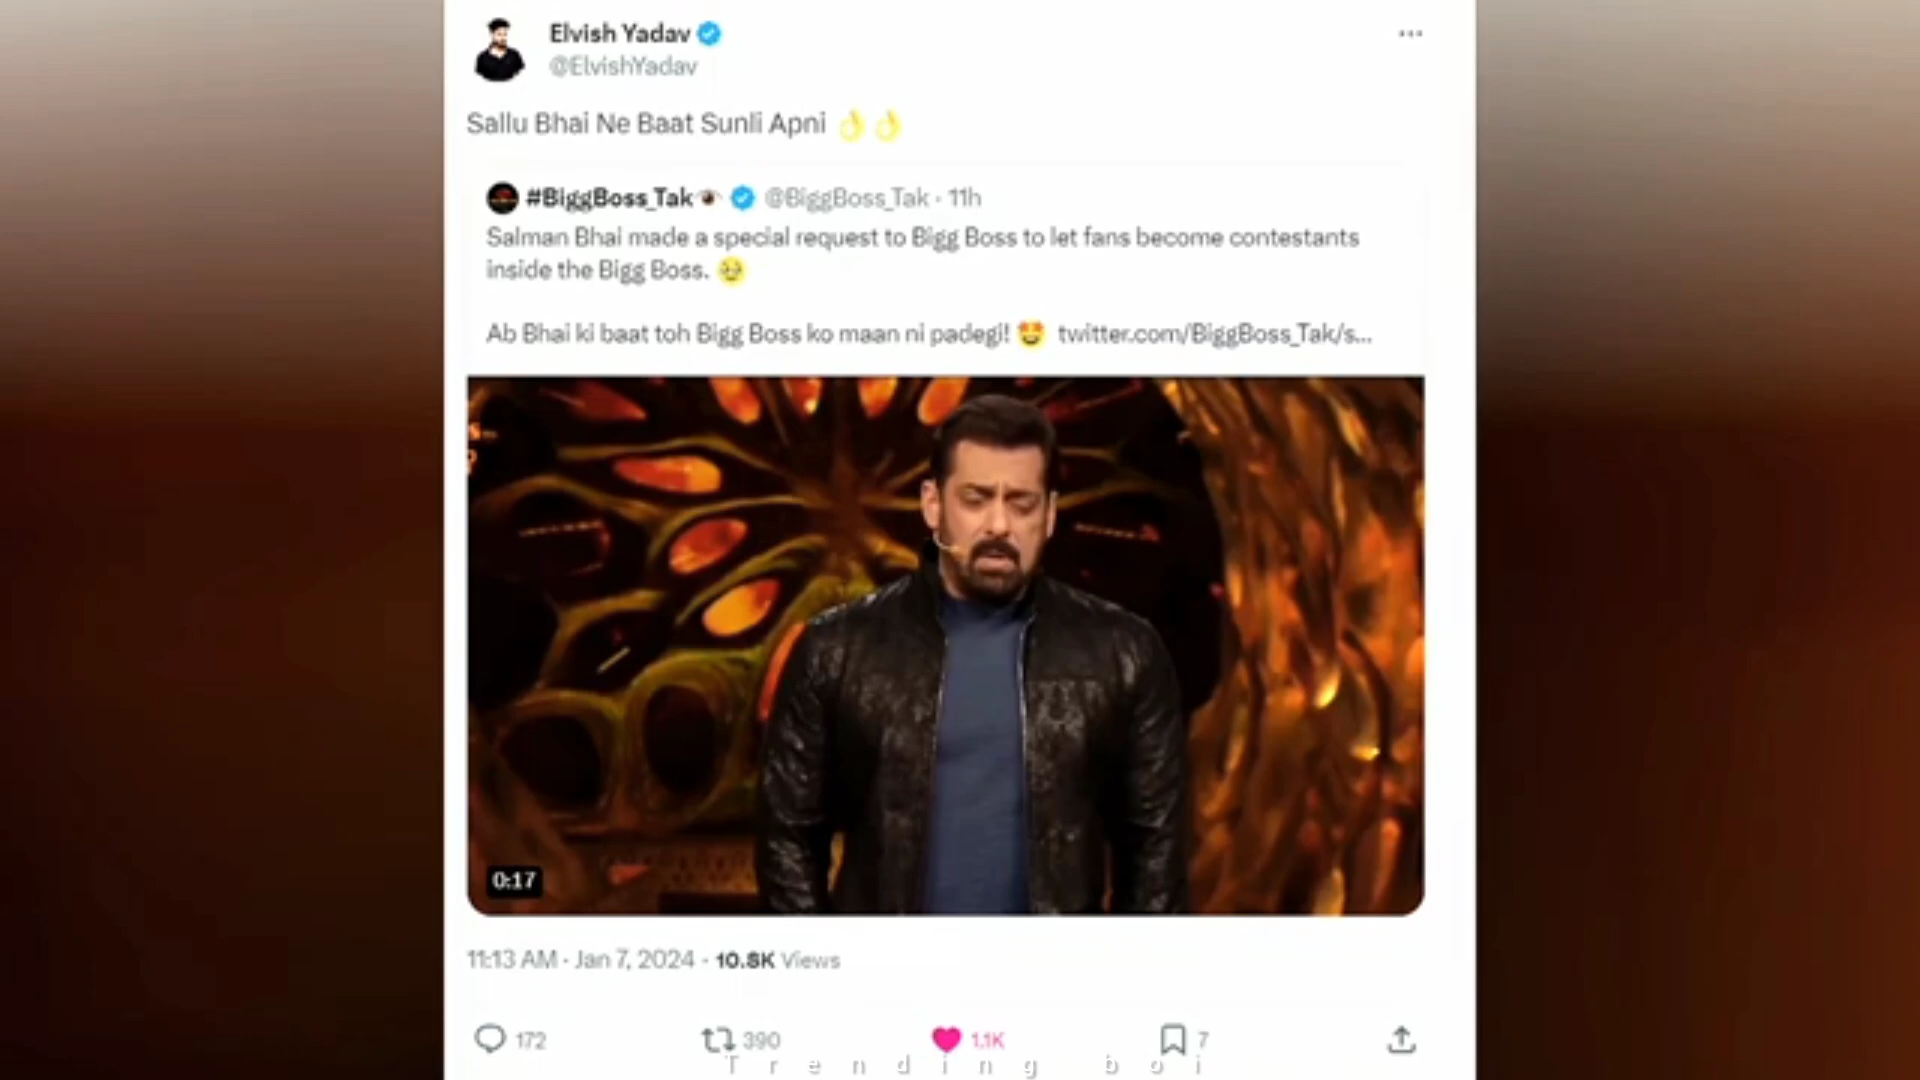 Elvish Yadav
@ElvishYadav
Sallu Bhai Ne Baat Sunli Apni 👌👌
#BiggBoss_Tak👁 @BiggBoss_Tak · 11h
Salman Bhai made a special request to Bigg Boss to let fans become contestants
inside the Bigg Boss. 🥹
Ab Bhai ki baat toh Bigg Boss ko maan ni padegi! 🤩 twitter.com/BiggBoss_Tak/s...
0:17
11:13 AM · Jan 7, 2024 · 10.8K Views
172 390 1.1K 7
Trending boi